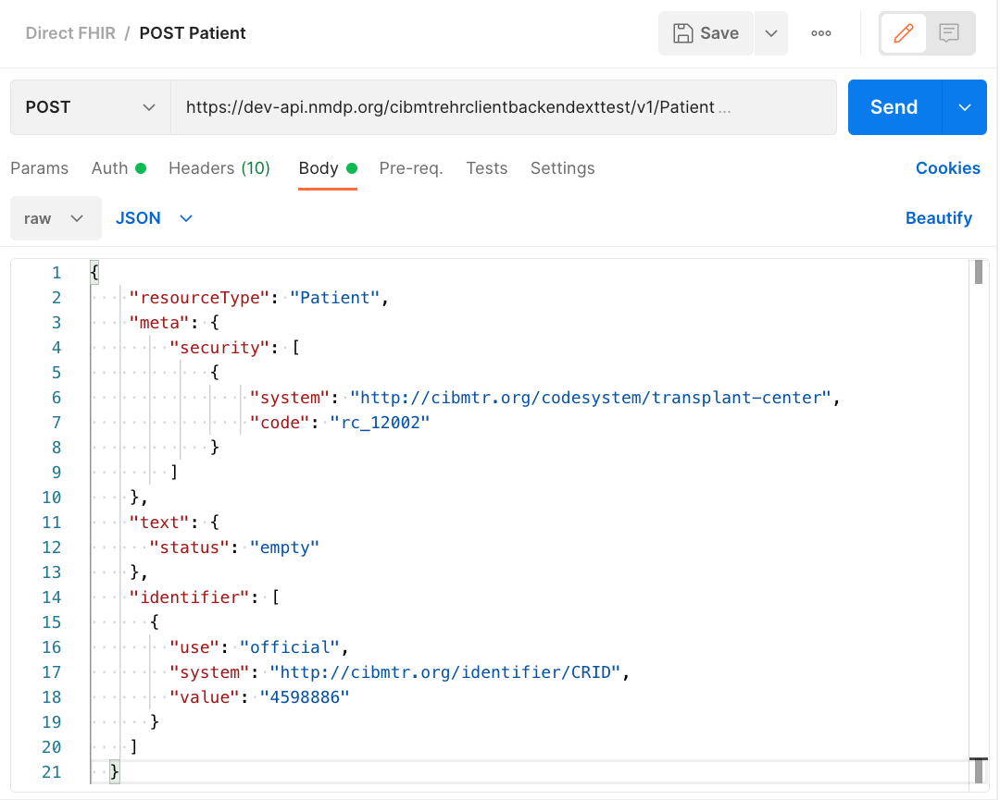 Direct FHIR / POST Patient Save
POST https://dev-api.nmdp.org/cibmtrehrclientbackendexttest/v1/Patient ... Send
Params Auth Headers (10) Body Pre-req. Tests Settings Cookies
raw JSON Beautify
1 {
2 "resourceType": "Patient",
3 "meta": {
4 "security": [
5 {
6 "system": "http://cibmtr.org/codesystem/transplant-center",
7 "code": "rc_12002"
8 }
9 ]
10 },
11 "text": {
12 "status": "empty"
13 },
14 "identifier": [
15 {
16 "use": "official",
17 "system": "http://cibmtr.org/identifier/CRID",
18 "value": "4598886"
19 }
20 ]
21 }